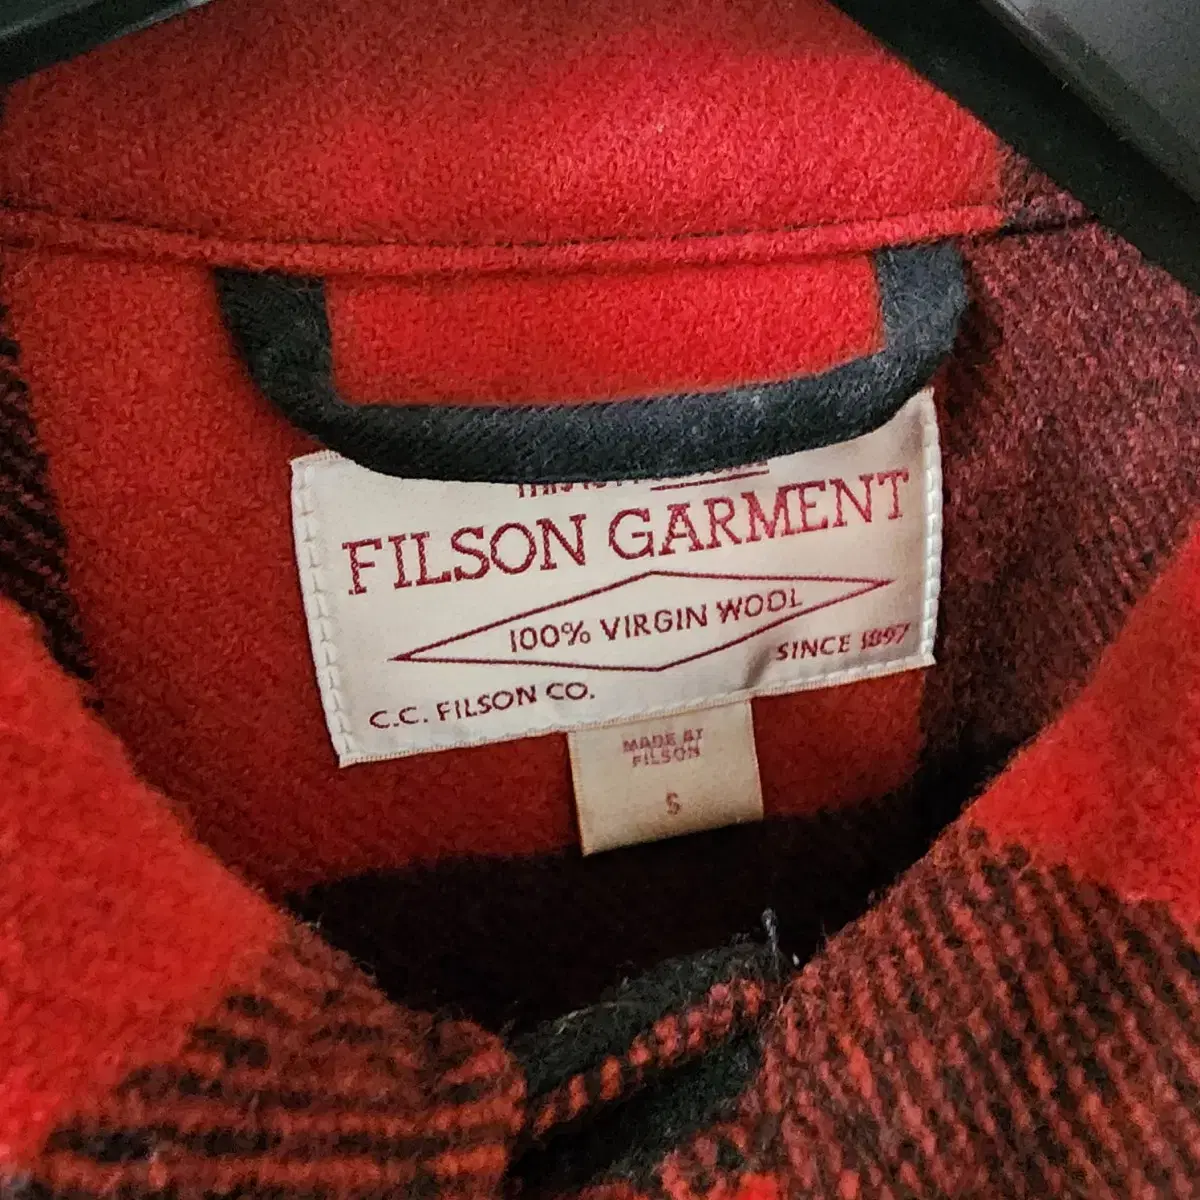 FILSON GARMENT
100% VIRGIN WOOL
SINCE 1897
C.C. FILSON CO.
MADE AT
FILSON
S